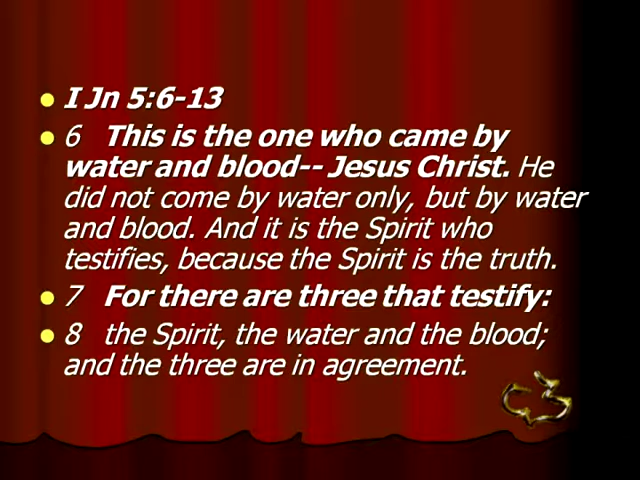 I Jn 5:6-13
6 This is the one who came by
water and blood-- Jesus Christ. He
did not come by water only, but by water
and blood. And it is the Spirit who
testifies, because the Spirit is the truth.
7 For there are three that testify:
8 the Spirit, the water and the blood;
and the three are in agreement.